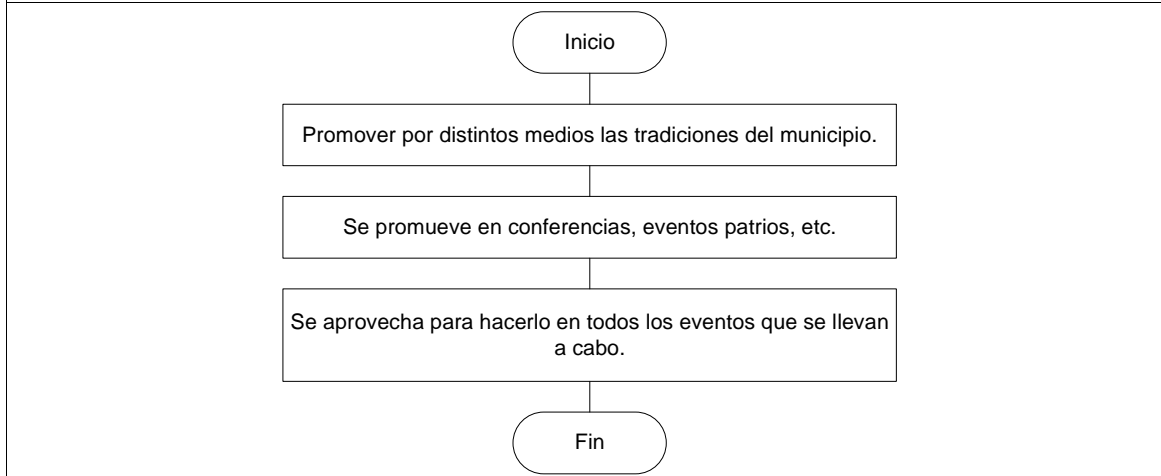 Inicio
Promover por distintos medios las tradiciones del municipio.
Se promueve en conferencias, eventos patrios, etc.
Se aprovecha para hacerlo en todos los eventos que se llevan
a cabo.
Fin